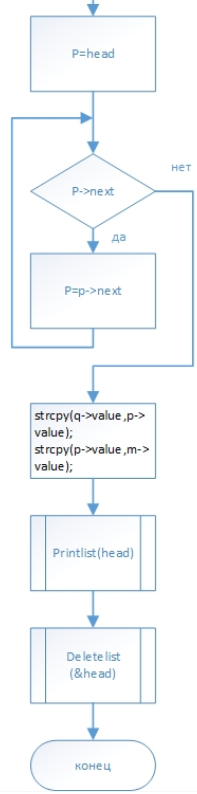 P=head
P->next
нет
да
P=p->next
strcpy(q->value,p->
value);
strcpy(p->value,m->
value);
Printlist(head)
Deletelist
(&head)
конец